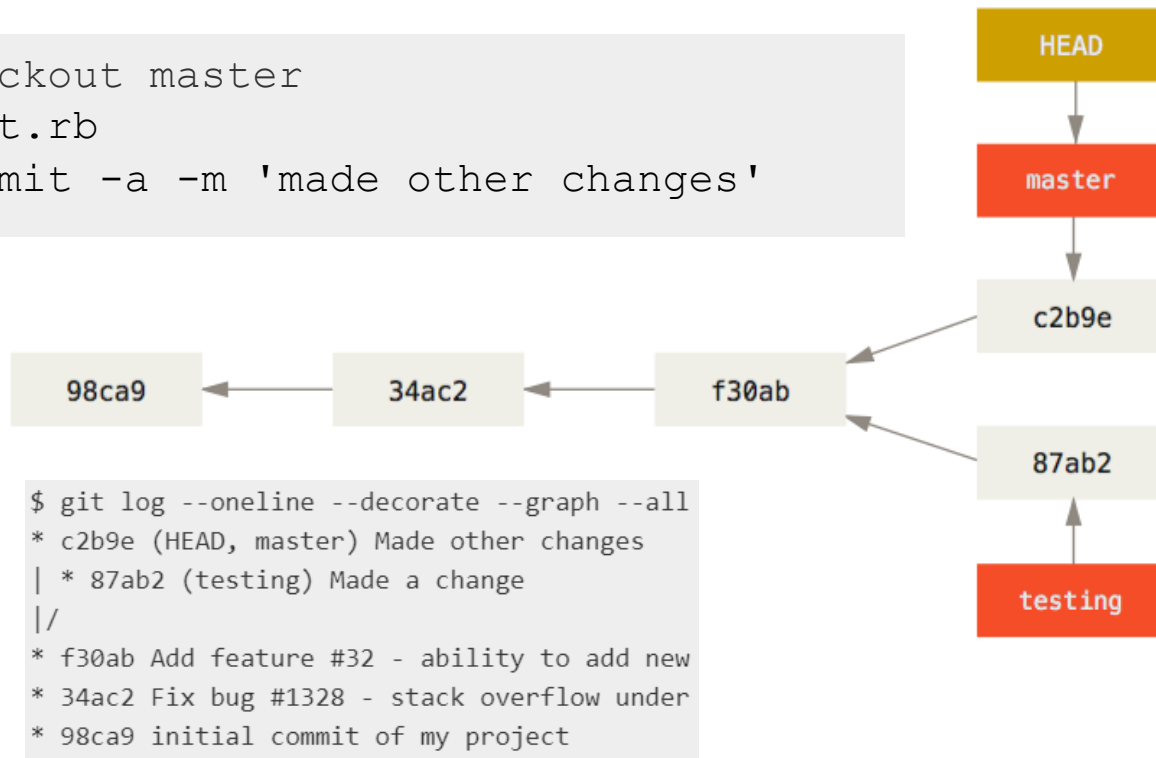 ckout master
t.rb
mit -a -m 'made other changes'
HEAD
master
c2b9e
98ca9
34ac2
f30ab
87ab2
testing
$ git log --oneline --decorate --graph --all
* c2b9e (HEAD, master) Made other changes
| * 87ab2 (testing) Made a change
|/
* f30ab Add feature #32 - ability to add new
* 34ac2 Fix bug #1328 - stack overflow under
* 98ca9 initial commit of my project